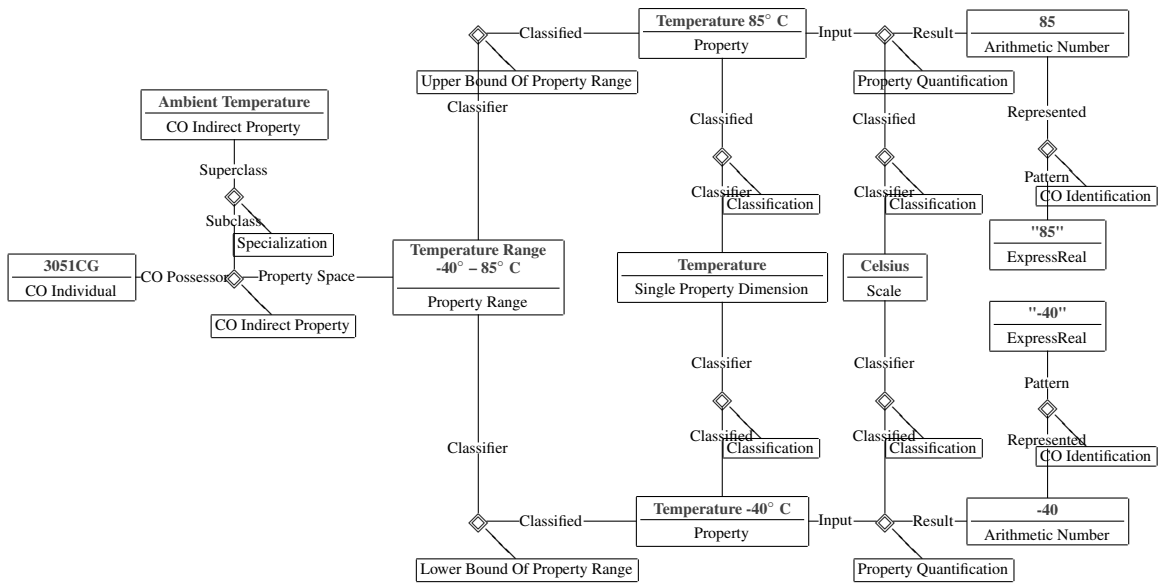 Temperature 85° C
Property
Classified
Input
Result
85
Arithmetic Number
Upper Bound Of Property Range
Property Quantification
Classifier
Ambient Temperature
CO Indirect Property
Classified
Classified
Represented
Superclass
Pattern
Classifier
Classifier
CO Identification
Classification
Classification
Subclass
Specialization
"85"
ExpressReal
3051CG
CO Individual
CO Possessor
Property Space
Temperature Range
-40° – 85° C
Property Range
Temperature
Single Property Dimension
Celsius
Scale
CO Indirect Property
"-40"
ExpressReal
Classifier
Classifier
Pattern
Classifier
Classified
Classified
Represented
Classification
Classification
CO Identification
Temperature -40° C
Property
Classified
Input
Result
-40
Arithmetic Number
Lower Bound Of Property Range
Property Quantification